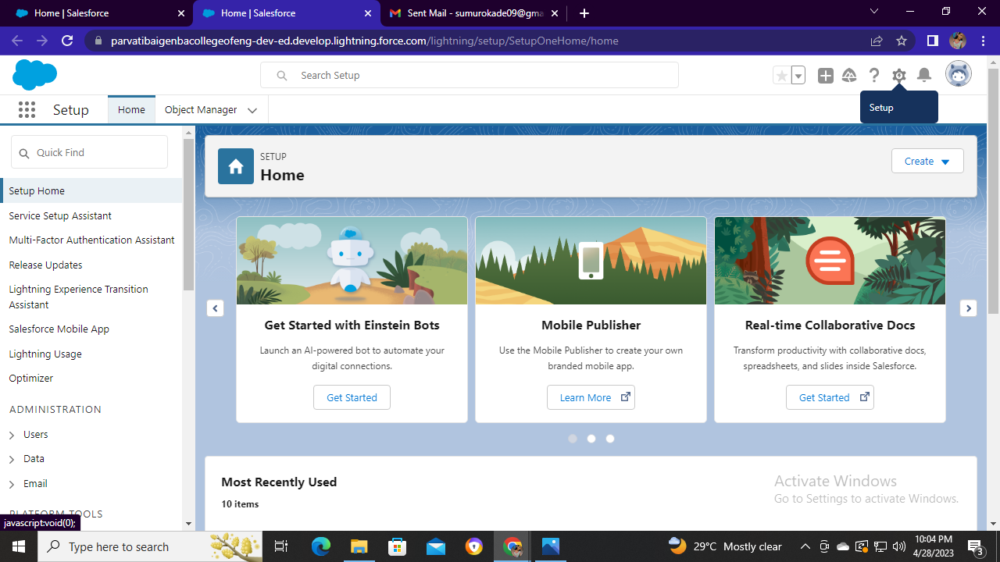 Home | Salesforce
Home | Salesforce
Sent Mail - sumurokade09@gma
parvatibaigenbacollegeofeng-dev-ed.develop.lightning.force.com/lightning/setup/SetupOneHome/home
Search Setup
Setup
Home
Object Manager
Setup
Quick Find
Setup Home
Service Setup Assistant
Multi-Factor Authentication Assistant
Release Updates
Lightning Experience Transition
Assistant
Salesforce Mobile App
Lightning Usage
Optimizer
ADMINISTRATION
Users
Data
Email
PLATFORM TOOLS
javascript:void(0);
SETUP
Home
Create
Get Started with Einstein Bots
Launch an AI-powered bot to automate your
digital connections.
Get Started
Mobile Publisher
Use the Mobile Publisher to create your own
branded mobile app.
Learn More
Real-time Collaborative Docs
Transform productivity with collaborative docs,
spreadsheets, and slides inside Salesforce.
Get Started
Most Recently Used
10 items
Activate Windows
Go to Settings to activate Windows.
Type here to search
29°C Mostly clear
10:04 PM
4/28/2023
3